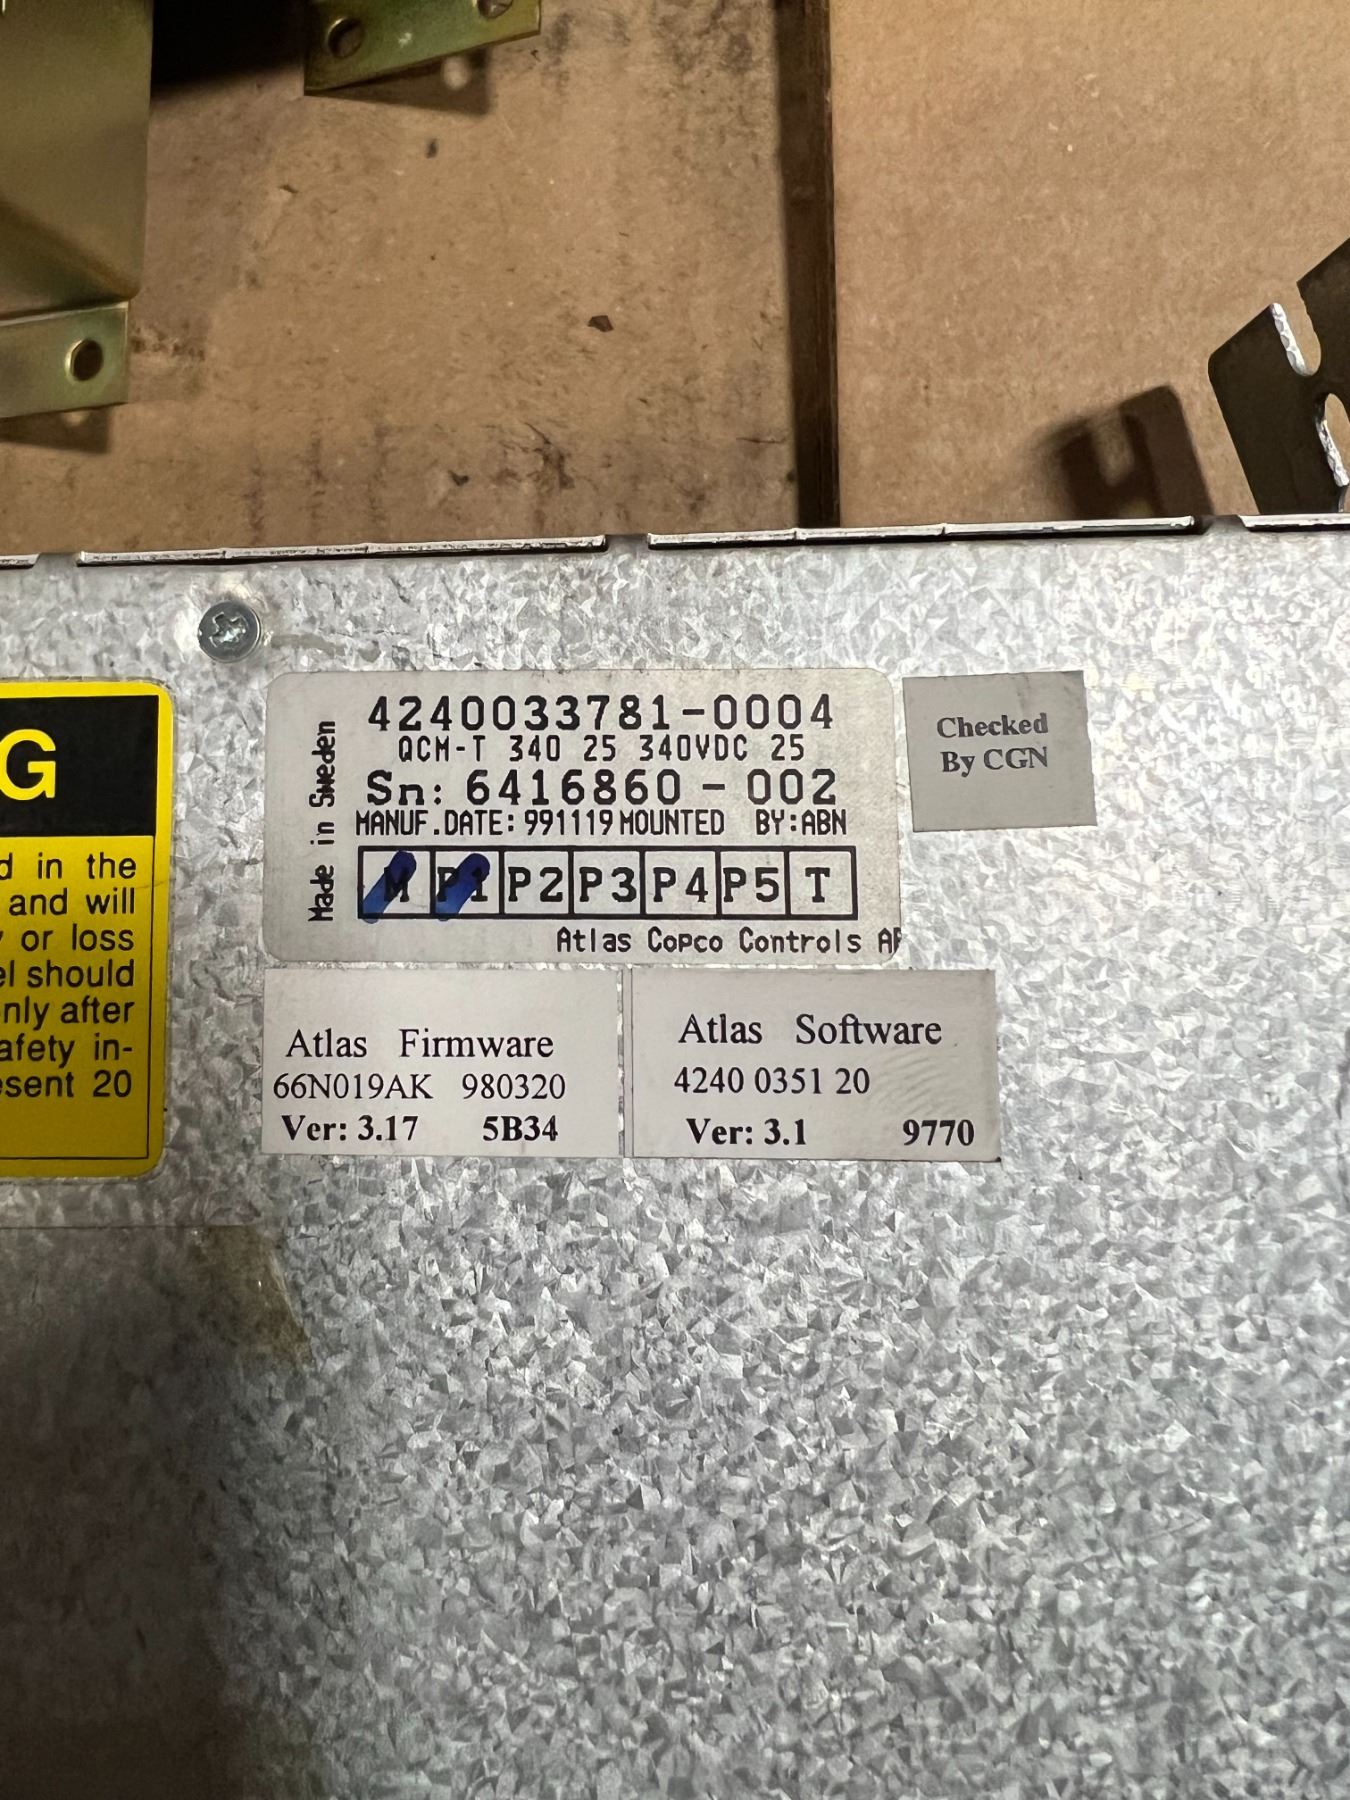 G
d in the
and will
or loss
el should
nly after
afety in-
esent 20
Made in Sweden
4240033781-0004
QCM-T 340 25 340VDC 25
Sn: 6416860-002
MANUF.DATE: 991119 MOUNTED BY:ABN
M P1 P2 P3 P4 P5 T
Atlas Copco Controls
Checked
By CGN
Atlas Firmware
66N019AK 980320
Ver: 3.17 5B34
Atlas Software
4240 0351 20
Ver: 3.1 9770